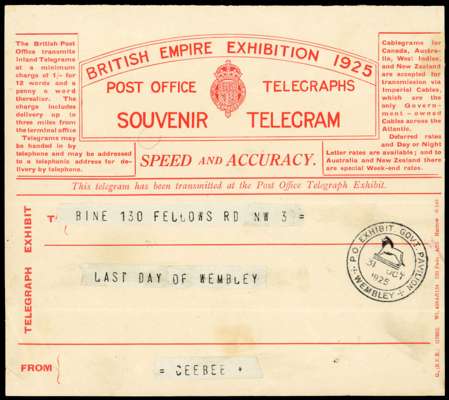 The British Post
Office transmits
Inland Telegrams
at a minimum
charge of 1/- for
12 words and a
penny a word
thereafter. The
charge includes
delivery up to
three miles from
the terminal office
Telegrams may
be handed in by
telephone and may be addressed
to a telephonic address for de-
livery by telephone.
BRITISH EMPIRE EXHIBITION 1925
POST OFFICE TELEGRAPHS
SOUVENIR TELEGRAM
SPEED AND ACCURACY.
Cablegrams for
Canada, Austra-
lia, West Indies,
and New Zealand
are accepted for
transmission via
Imperial Cables,
which are the
only Govern-
ment-owned
Cables across the
Atlantic.
Deferred rates
and Day or Night
Letter rates are available; and to
Australia and New Zealand there
are special Week-end rates.
This telegram has been transmitted at the Post Office Telegraph Exhibit.
TELEGRAPH EXHIBIT
BINE 130 FELLOWS RD NW 3 =
LAST DAY OF WEMBLEY
P.O. EXHIBIT GOVT. PAVILION
31 OCT
1925
WEMBLEY
FROM
= CEEBEE +